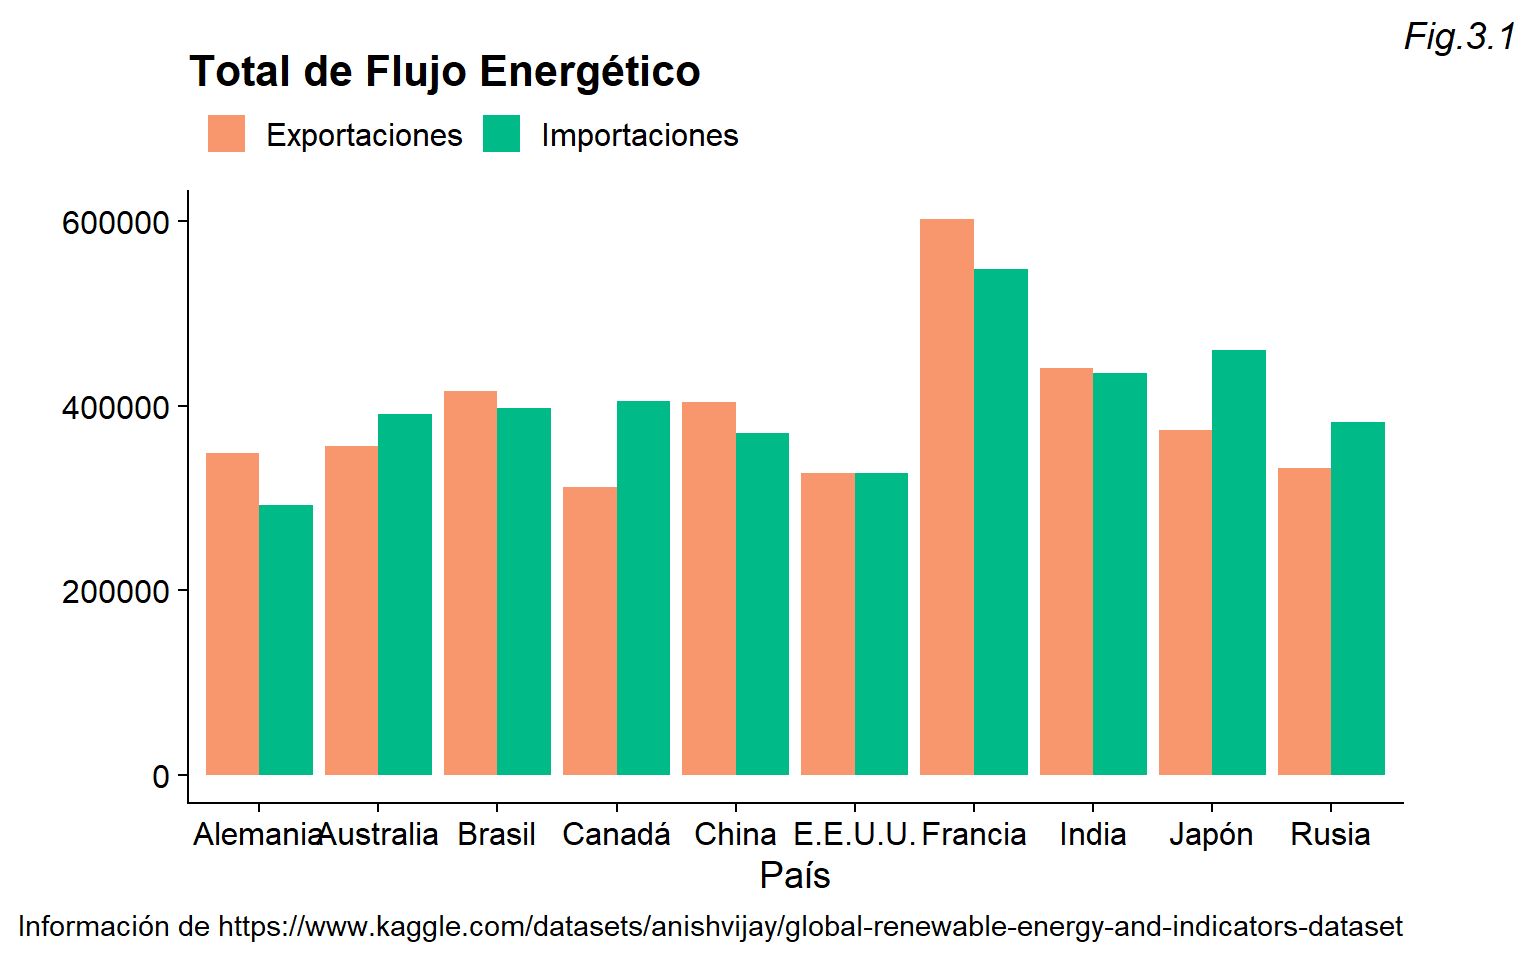 Fig.3.1
Total de Flujo Energético
Exportaciones Importaciones
600000
400000
200000
0
Alemania Australia Brasil Canadá China E.E.U.U. Francia India Japón Rusia
País
Información de https://www.kaggle.com/datasets/anishvijay/global-renewable-energy-and-indicators-dataset